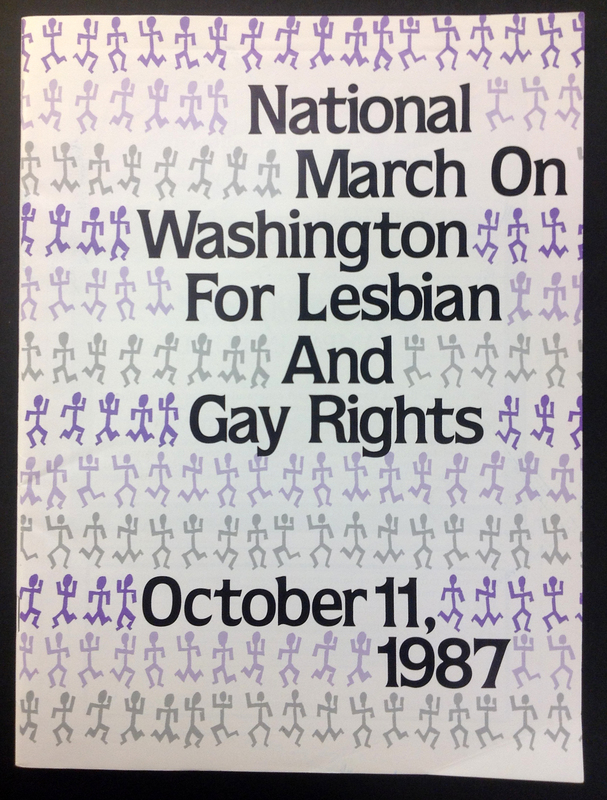 National
March On
Washington
For Lesbian
And
Gay Rights
October 11,
1987